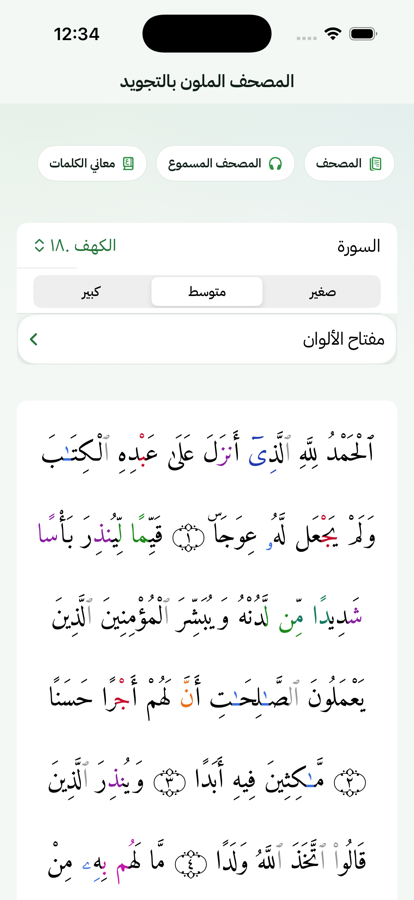 12:34
المصحف الملون بالتجويد
المصحف
المصحف المسموع
معاني الكلمات
السورة
الكهف .١٨
صغير
متوسط
كبير
مفتاح الألوان
ٱلْحَمْدُ لِلَّهِ ٱلَّذِىٓ أَنزَلَ عَلَىٰ عَبْدِهِ ٱلْكِتَـٰبَ
وَلَمْ يَجْعَل لَّهُۥ عِوَجَاۜ ﴿١﴾ قَيِّمًا لِّيُنذِرَ بَأْسًا
شَدِيدًا مِّن لَّدُنْهُ وَيُبَشِّرَ ٱلْمُؤْمِنِينَ ٱلَّذِينَ
يَعْمَلُونَ ٱلصَّـٰلِحَـٰتِ أَنَّ لَهُمْ أَجْرًا حَسَنًا
﴿٢﴾ مَّـٰكِثِينَ فِيهِ أَبَدًا ﴿٣﴾ وَيُنذِرَ ٱلَّذِينَ
قَالُوا۟ ٱتَّخَذَ ٱللَّهُ وَلَدًا ﴿٤﴾ مَّا لَهُم بِهِۦ مِنْ